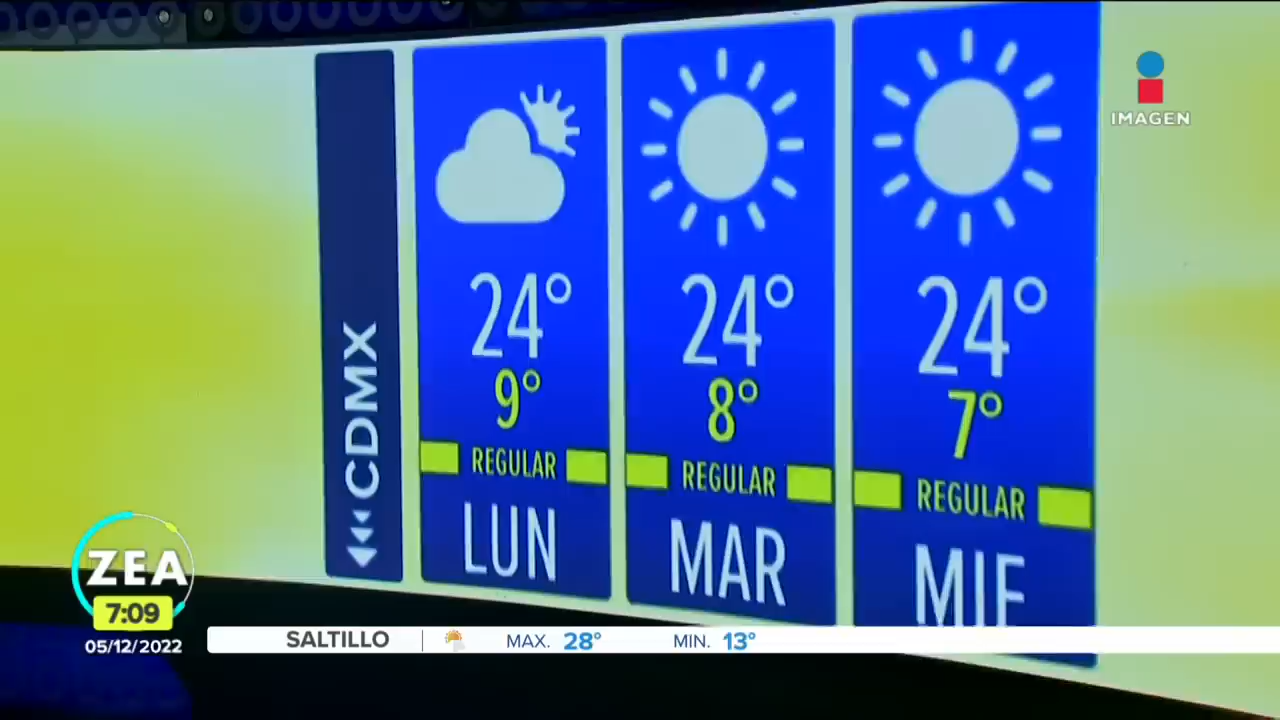 IMAGEN
CDMX
24° 24° 24°
9° 8° 7°
REGULAR REGULAR REGULAR
LUN MAR MIE
ZEA
7:09
05/12/2022
SALTILLO MAX. 28° MIN. 13°